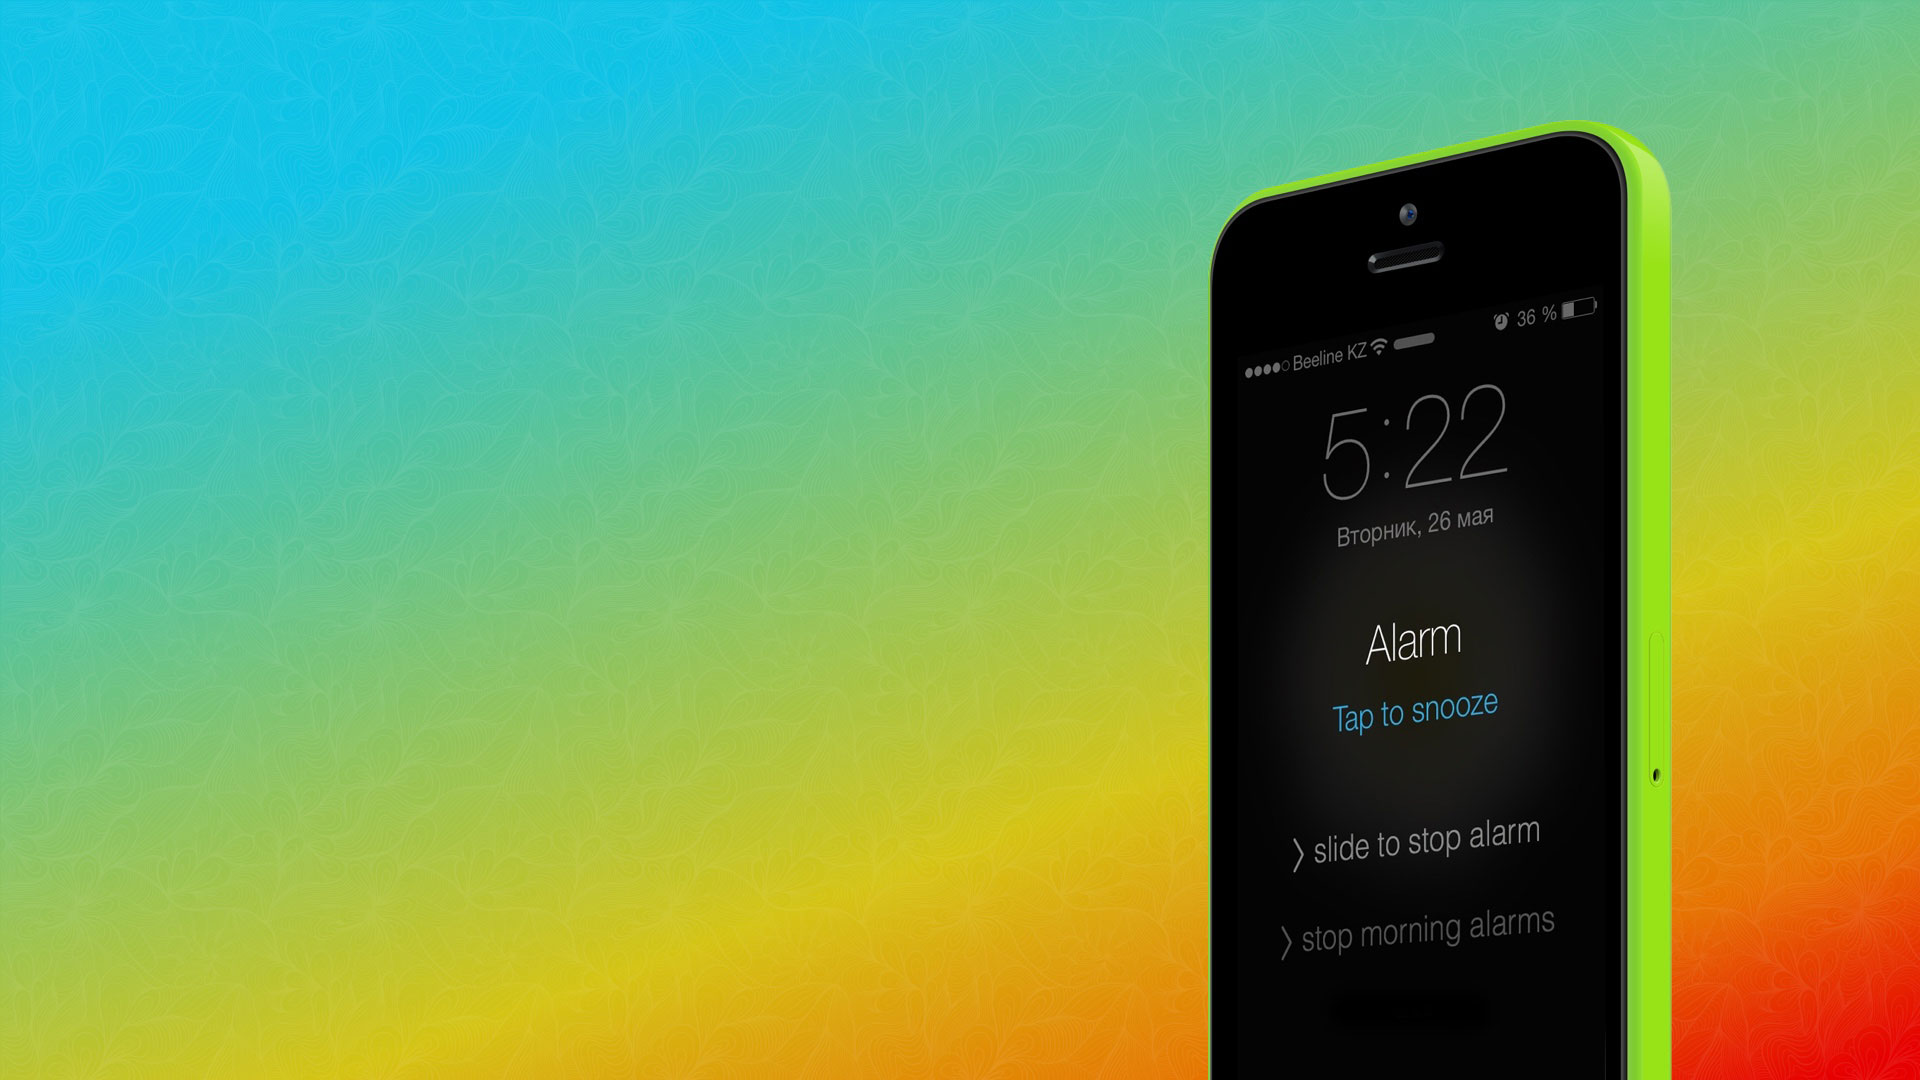 Beeline KZ 36 %
5:22
Вторник, 26 мая
Alarm
Tap to snooze
slide to stop alarm
stop morning alarms